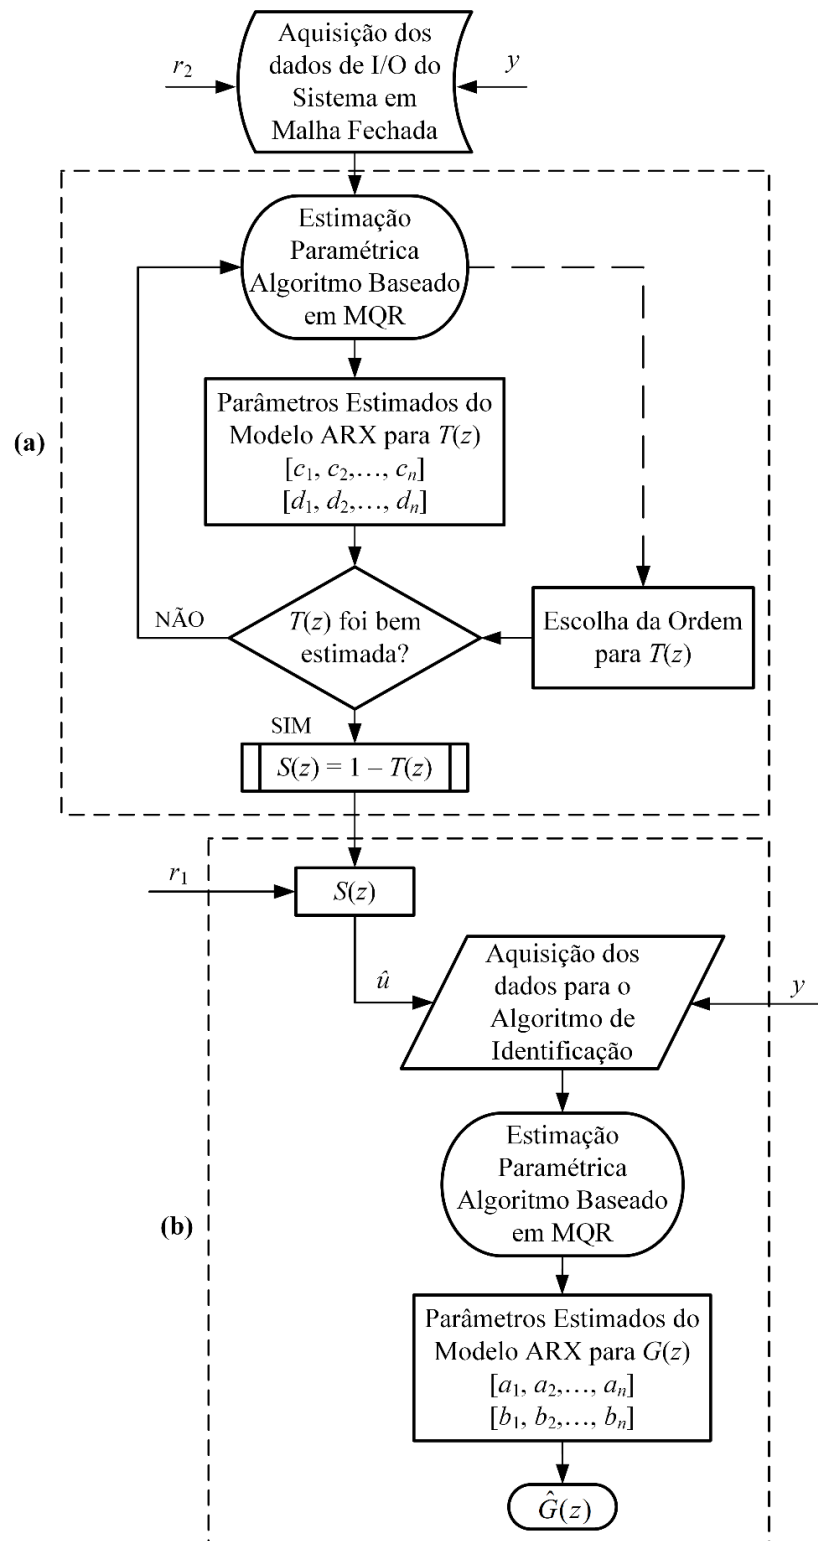 Aquisição dos
dados de I/O do
Sistema em
Malha Fechada
r₂
y
Estimação
Paramétrica
Algoritmo Baseado
em MQR
Parâmetros Estimados do
Modelo ARX para T(z)
[c₁, c₂,…, cₙ]
[d₁, d₂,…, dₙ]
(a)
NÃO
T(z) foi bem
estimada?
Escolha da Ordem
para T(z)
SIM
S(z) = 1 – T(z)
r₁
S(z)
û
Aquisição dos
dados para o
Algoritmo de
Identificação
y
Estimação
Paramétrica
Algoritmo Baseado
em MQR
(b)
Parâmetros Estimados do
Modelo ARX para G(z)
[a₁, a₂,…, aₙ]
[b₁, b₂,…, bₙ]
Ĝ(z)